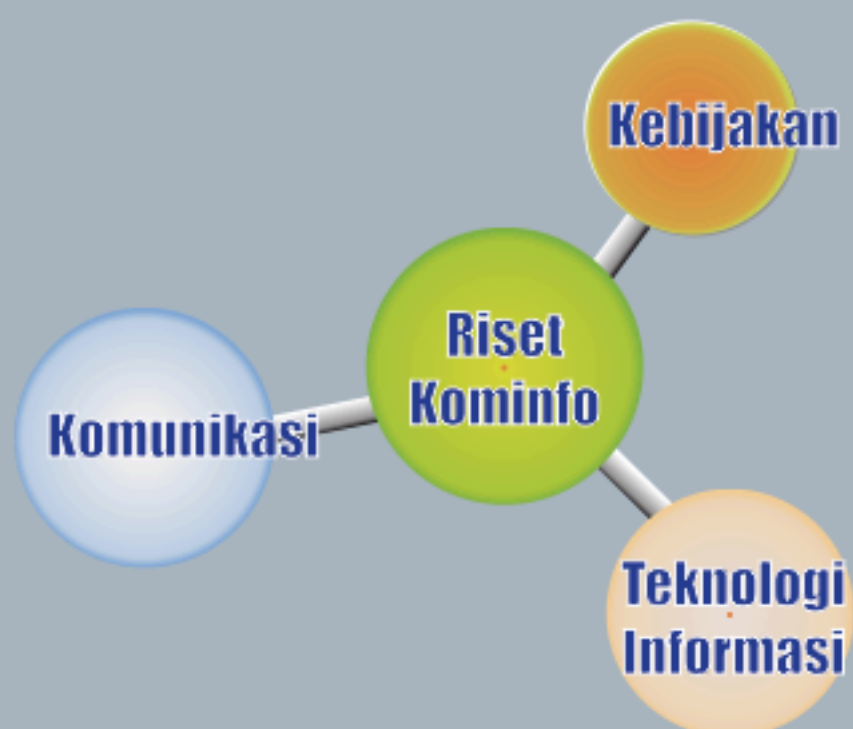 Kebijakan
Riset
Kominfo
Komunikasi
Teknologi
Informasi